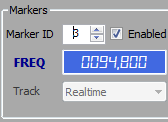 Markers
Marker ID 3 Enabled
FREQ 0094,800
Track Realtime